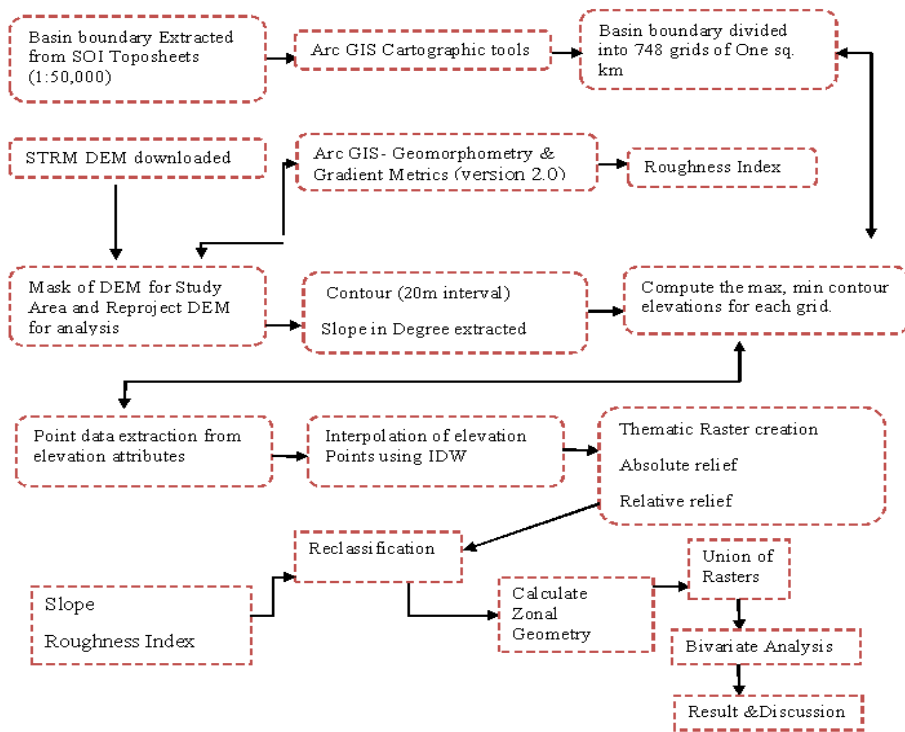 Basin boundary Extracted
from SOI Toposheets
(1:50,000)
Arc GIS Cartographic tools
Basin boundary divided
into 748 grids of One sq.
km
STRM DEM downloaded
Arc GIS- Geomorphometry &
Gradient Metrics (version 2.0)
Roughness Index
Mask of DEM for Study
Area and Reproject DEM
for analysis
Contour (20m interval)
Slope in Degree extracted
Compute the max, min contour
elevations for each grid.
Point data extraction from
elevation attributes
Interpolation of elevation
Points using IDW
Thematic Raster creation
Absolute relief
Relative relief
Reclassification
Slope
Roughness Index
Calculate
Zonal
Geometry
Union of
Rasters
Bivariate Analysis
Result &Discussion